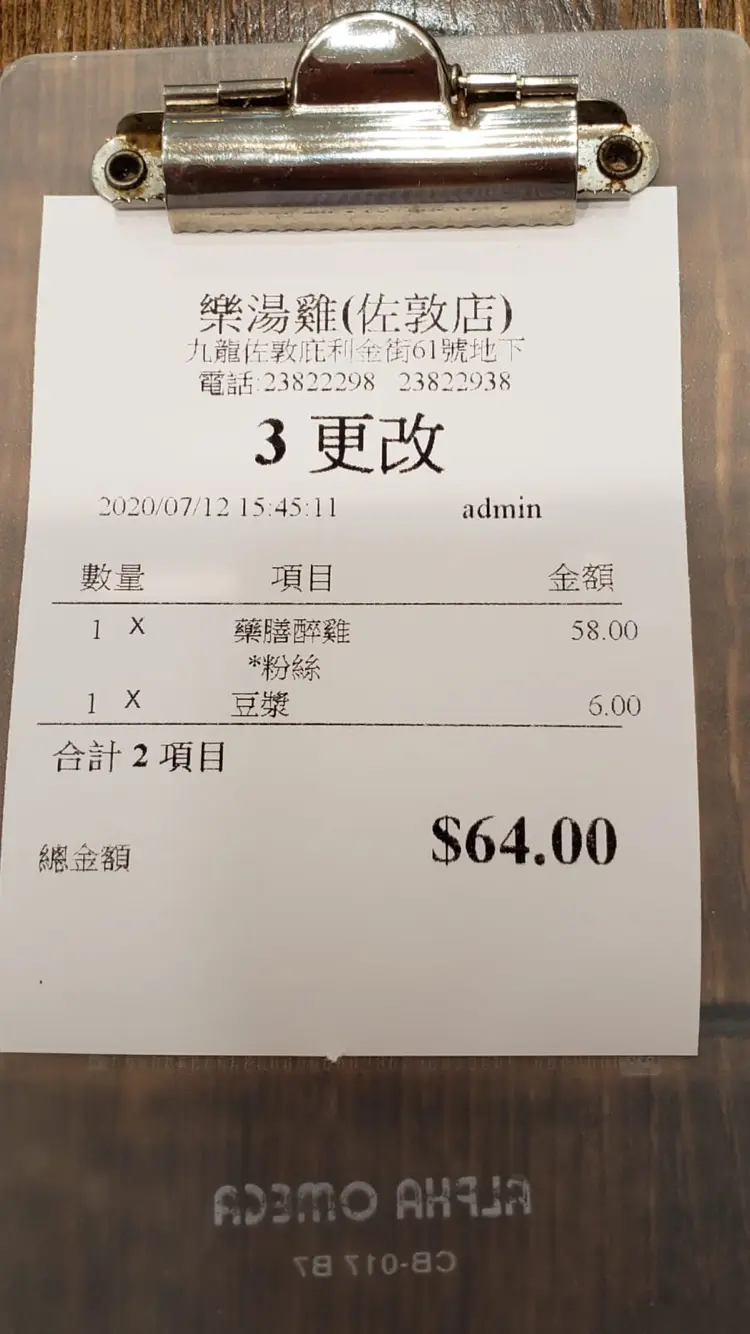 樂湯雞(佐敦店)
九龍佐敦庇利金街61號地下
電話:23822298 23822938
3 更改
2020/07/12 15:45:11 admin
數量 項目 金額
1 X 藥膳醉雞 58.00
*粉絲
1 X 豆漿 6.00
合計 2 項目
$64.00
總金額
ALPHA OMEGA
CB-017 B7